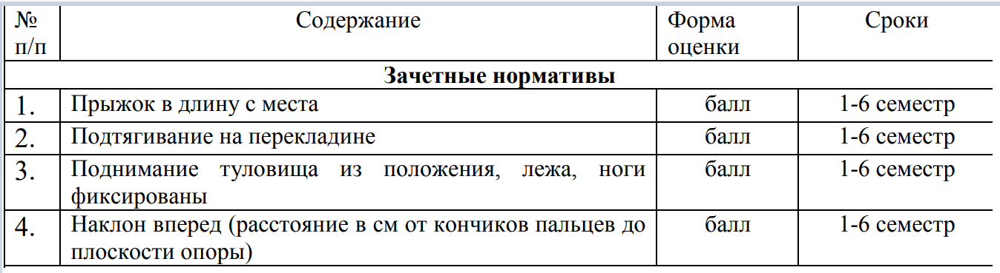 № п/п Содержание Форма оценки Сроки
Зачетные нормативы
1. Прыжок в длину с места балл 1-6 семестр
2. Подтягивание на перекладине балл 1-6 семестр
3. Поднимание туловища из положения, лежа, ноги балл 1-6 семестр
фиксированы
4. Наклон вперед (расстояние в см от кончиков пальцев до балл 1-6 семестр
плоскости опоры)